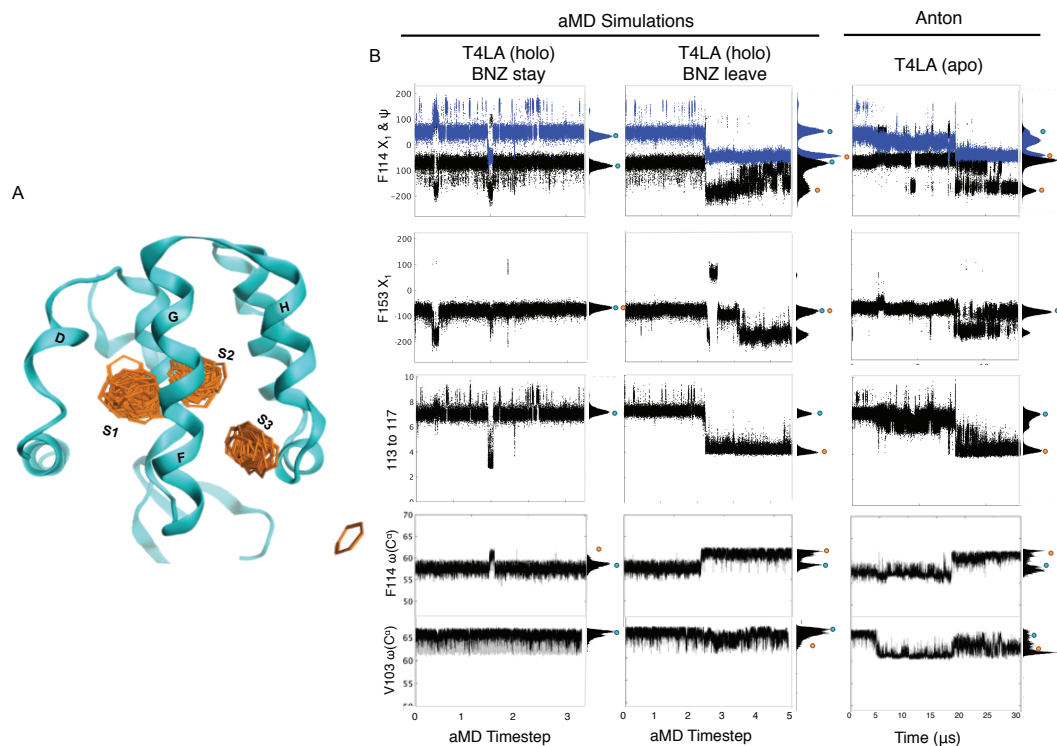 aMD Simulations
Anton
B
T4LA (holo)
BNZ stay
T4LA (holo)
BNZ leave
T4LA (apo)
A
D
G
H
S1
S2
S3
F
F114 X₁ & ψ
200
100
0
-100
-200
F153 X₁
200
100
0
-100
-200
113 to 117
10
8
6
4
2
0
F114 ω(Cᵅ)
70
65
60
55
50
V103 ω(Cᵅ)
65
60
0 1 2 3
aMD Timestep
0 1 2 3 4 5
aMD Timestep
0 5 10 15 20 25 30
Time (µs)